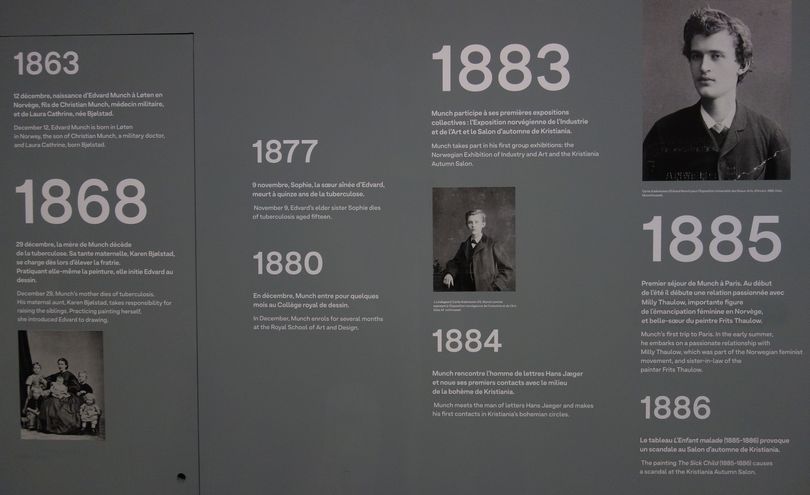 1863
12 décembre, naissance d'Edvard Munch à Løten en
Norvège, fils de Christian Munch, médecin militaire,
et de Laura Cathrine, née Bjølstad.
December 12, Edvard Munch is born in Løten
in Norway, the son of Christian Munch, a military doctor,
and Laura Cathrine, born Bjølstad.
1868
29 décembre, la mère de Munch décède
de la tuberculose. Sa tante maternelle, Karen Bjølstad,
se charge dès lors d'élever la fratrie.
Pratiquant elle-même la peinture, elle initie Edvard au
dessin.
December 29, Munch's mother dies of tuberculosis.
His maternal aunt, Karen Bjølstad, takes responsibility for
raising the siblings. Practicing painting herself,
she introduced Edvard to drawing.
1877
9 novembre, Sophie, la sœur aînée d'Edvard,
meurt à quinze ans de la tuberculose.
November 9, Edvard's elder sister Sophie dies
of tuberculosis aged fifteen.
1880
En décembre, Munch entre pour quelques
mois au Collège royal de dessin.
In December, Munch enrols for several months
at the Royal School of Art and Design.
1883
Munch participe à ses premières expositions
collectives : l'Exposition norvégienne de l'Industrie
et de l'Art et le Salon d'automne de Kristiania.
Munch takes part in his first group exhibitions: the
Norwegian Exhibition of Industry and Art and the Kristiania
Autumn Salon.
1884
Munch rencontre l'homme de lettres Hans Jæger
et noue ses premiers contacts avec le milieu
de la bohème de Kristiania.
Munch meets the man of letters Hans Jaeger and makes
his first contacts in Kristiania's bohemian circles.
1885
Premier séjour de Munch à Paris. Au début
de l'été il débute une relation passionnée avec
Milly Thaulow, importante figure
de l'émancipation féminine en Norvège,
et belle-sœur du peintre Frits Thaulow.
Munch's first trip to Paris. In the early summer,
he embarks on a passionate relationship with
Milly Thaulow, which was part of the Norwegian feminist
movement, and sister-in-law of the
painter Frits Thaulow.
1886
Le tableau L'Enfant malade (1885-1886) provoque
un scandale au Salon d'automne de Kristiania.
The painting The Sick Child (1885-1886) causes
a scandal at the Kristiania Autumn Salon.